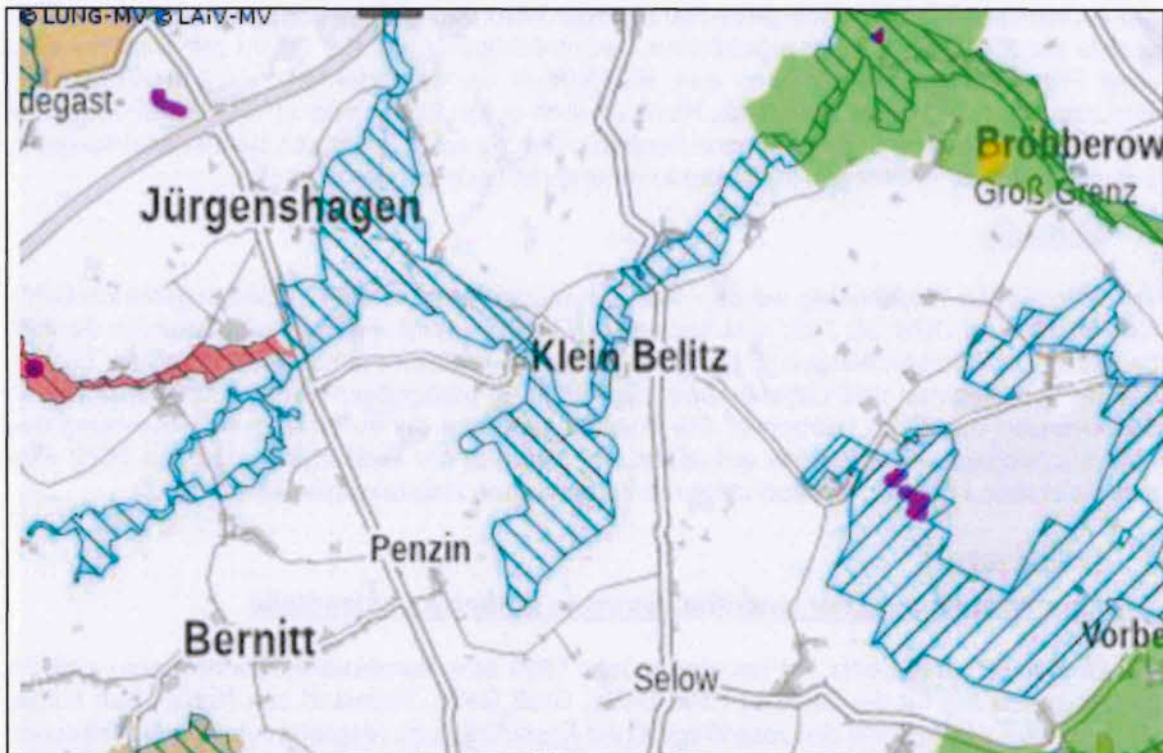 © LUNG-MV © LAiV-MV
degast-
Bröbberow
Groß Grenz
Jürgenshagen
Klein Belitz
Penzin
Bernitt
Vorbe
Selow